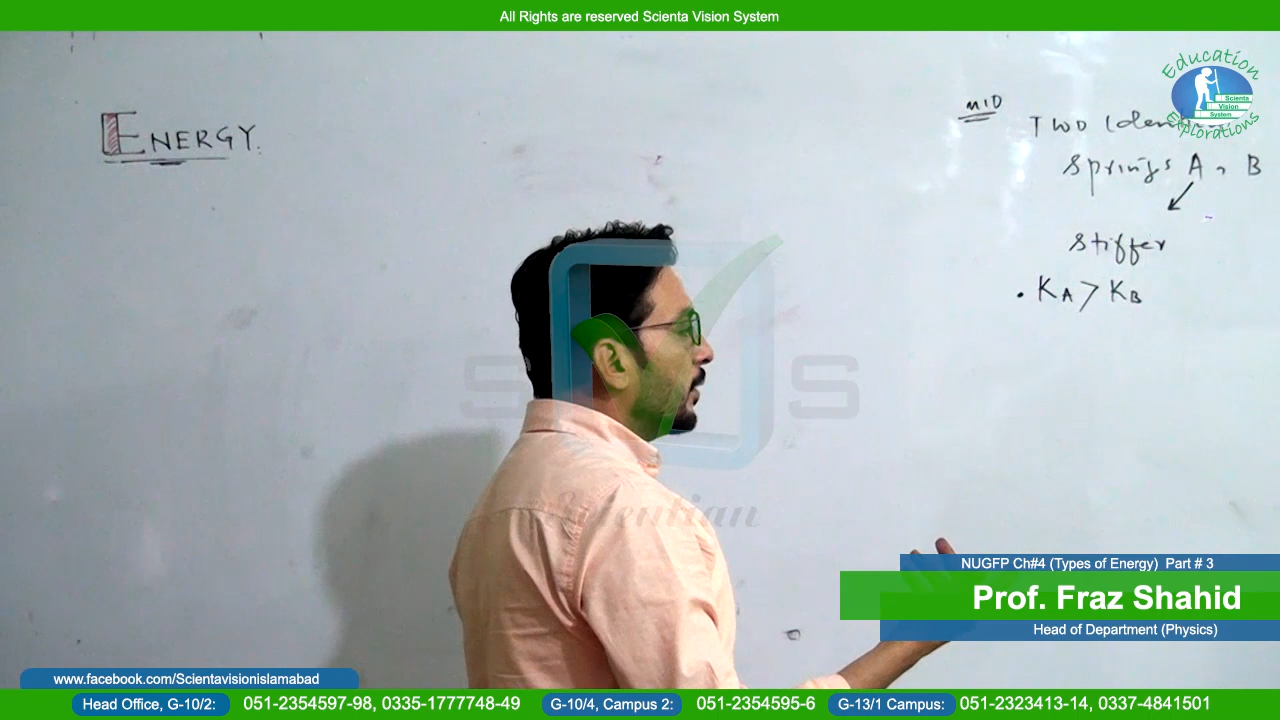 All Rights are reserved Scienta Vision System
Education
Scienta
Vision
System
Explorations
ENERGY.
MID
TWO
Springs A, B
Stiffer
. KA > KB
S S
Scientian
NUGFP Ch#4 (Types of Energy) Part # 3
Prof. Fraz Shahid
Head of Department (Physics)
www.facebook.com/Scientavisionislamabad
Head Office, G-10/2: 051-2354597-98, 0335-1777748-49 G-10/4, Campus 2: 051-2354595-6 G-13/1 Campus: 051-2323413-14, 0337-4841501